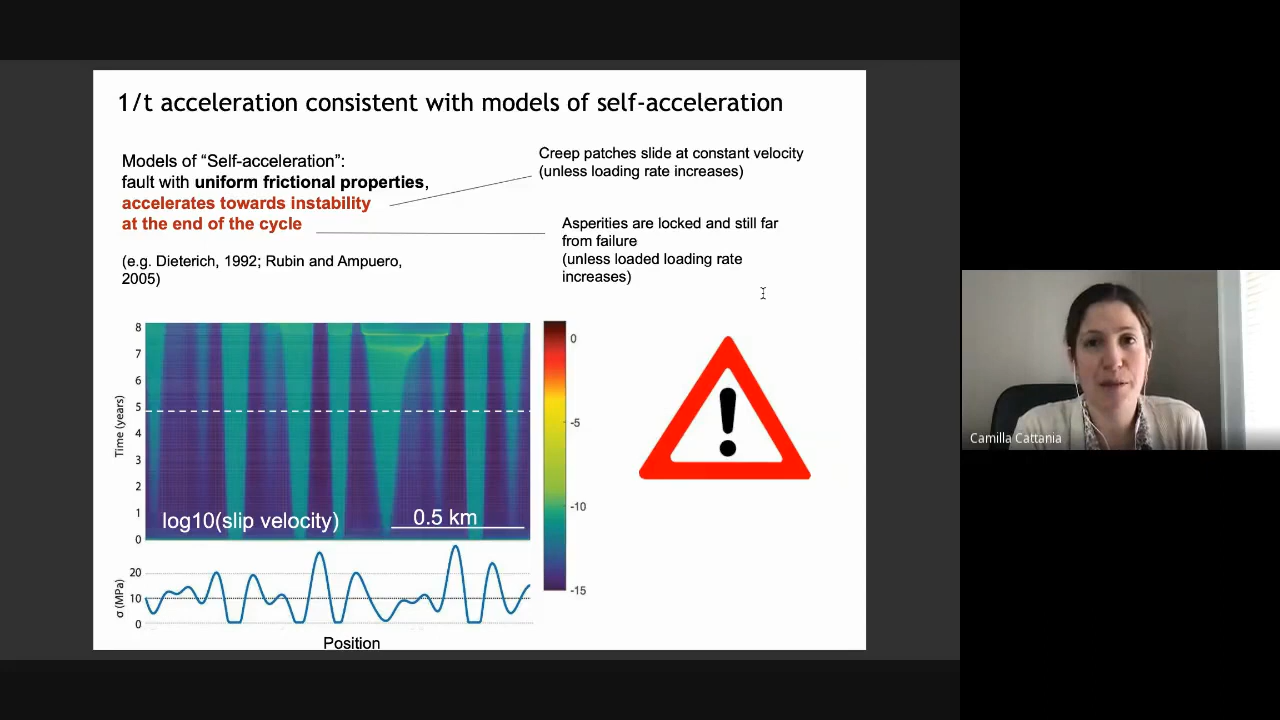 1/t acceleration consistent with models of self-acceleration
Models of “Self-acceleration”:
fault with uniform frictional properties,
accelerates towards instability
at the end of the cycle
(e.g. Dieterich, 1992; Rubin and Ampuero,
2005)
Creep patches slide at constant velocity
(unless loading rate increases)
Asperities are locked and still far
from failure
(unless loaded loading rate
increases)
8
7
6
5
4
3
2
1
0
Time (years)
log10(slip velocity)
0.5 km
0
-5
-10
-15
20
10
0
σ (MPa)
Position
!
Camilla Cattania